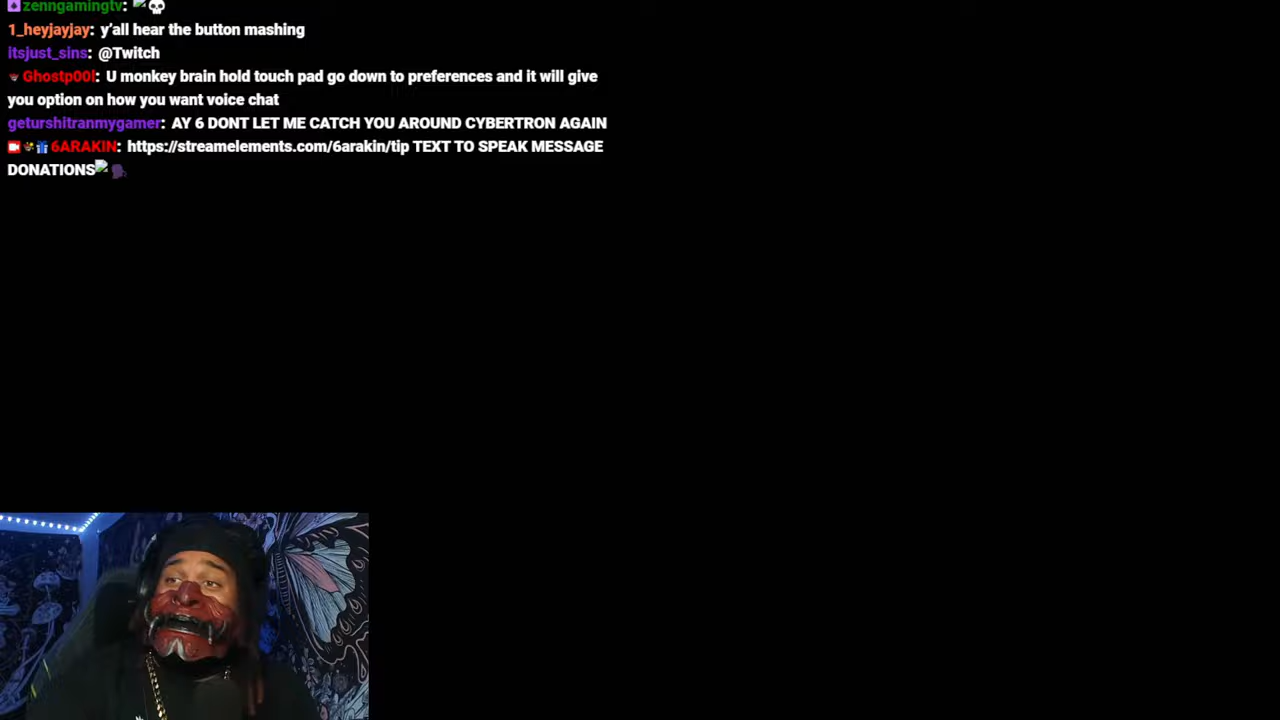 zenngamingtv:
1_heyjayjay: y'all hear the button mashing
itsjust_sins: @Twitch
Ghostp00l: U monkey brain hold touch pad go down to preferences and it will give
you option on how you want voice chat
geturshitranmygamer: AY 6 DONT LET ME CATCH YOU AROUND CYBERTRON AGAIN
6ARAKIN: https://streamelements.com/6arakin/tip TEXT TO SPEAK MESSAGE
DONATIONS